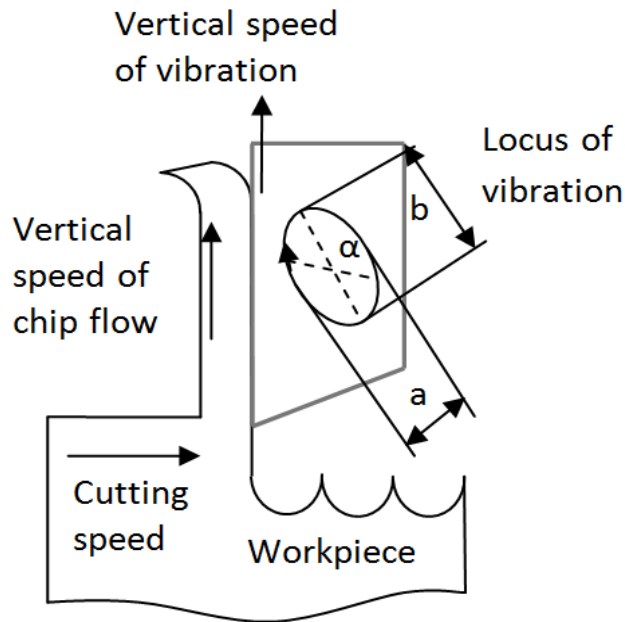 Vertical speed
of vibration
Locus of
vibration
b
α
Vertical
speed of
chip flow
a
Cutting
speed
Workpiece